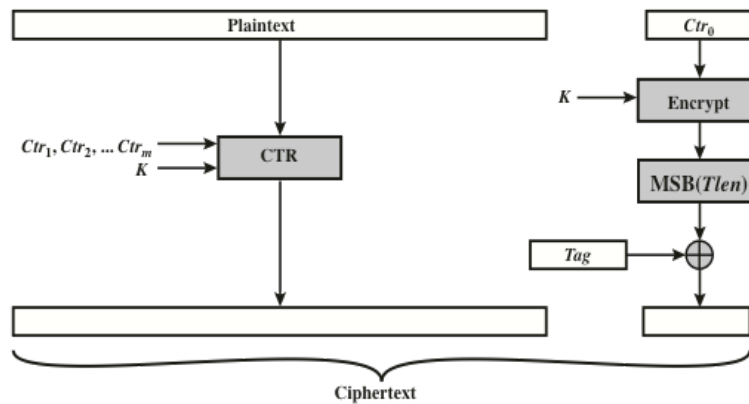 Plaintext
Ctr₀
K
Encrypt
Ctr₁, Ctr₂, ... Ctrₘ
K
CTR
MSB(Tlen)
Tag
Ciphertext